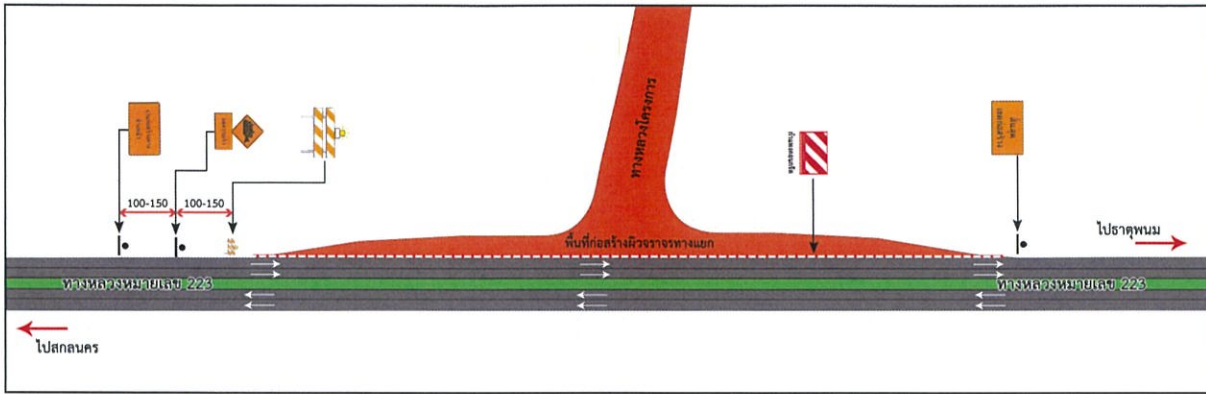 ทางหลวงโครงการ
100-150
100-150
พื้นที่ก่อสร้างผิวจราจรทางแยก
ไปธาตุพนม
ทางหลวงหมายเลข 223
ทางหลวงหมายเลข 223
ไปสกลนคร